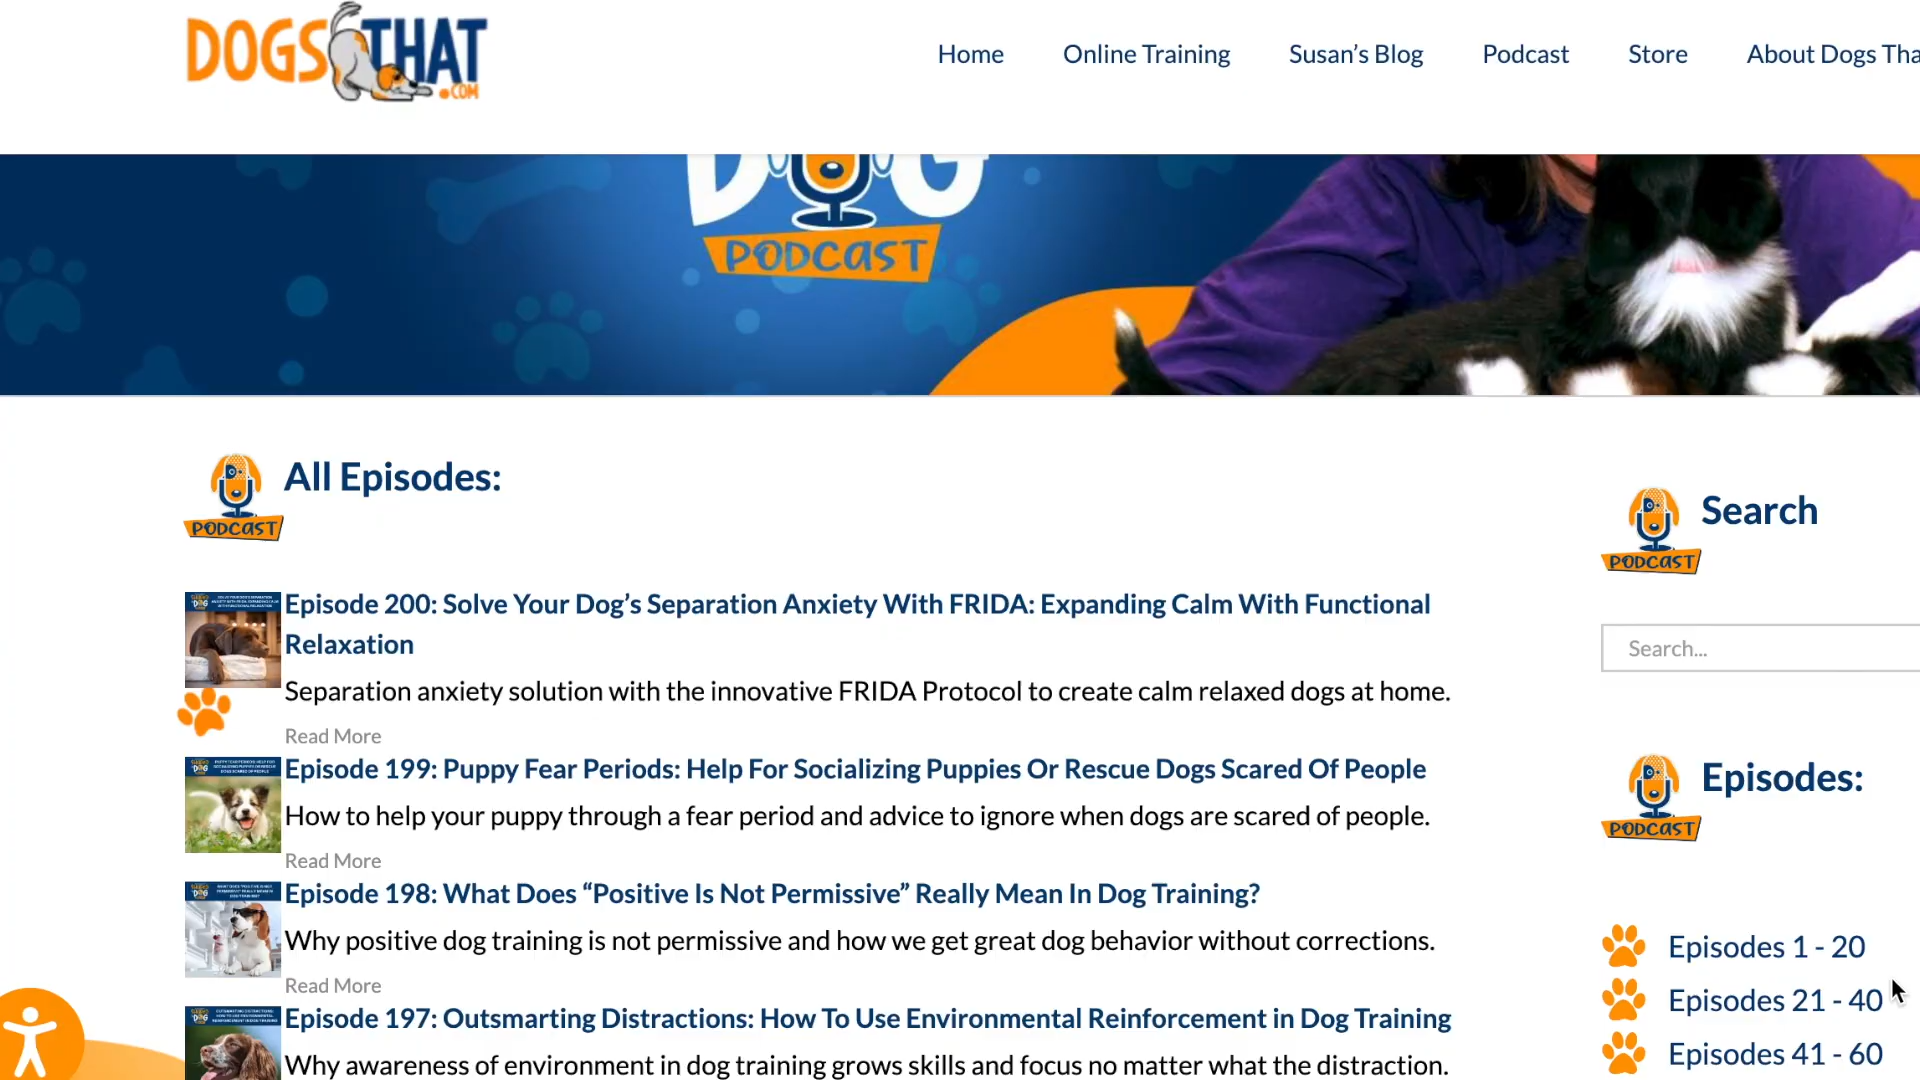 DOGSTHAT
.COM
Home
Online Training
Susan’s Blog
Podcast
Store
About Dogs Tha
DOG
PODCAST
PODCAST
All Episodes:
Episode 200: Solve Your Dog’s Separation Anxiety With FRIDA: Expanding Calm With Functional
Relaxation
Separation anxiety solution with the innovative FRIDA Protocol to create calm relaxed dogs at home.
Read More
Episode 199: Puppy Fear Periods: Help For Socializing Puppies Or Rescue Dogs Scared Of People
How to help your puppy through a fear period and advice to ignore when dogs are scared of people.
Read More
Episode 198: What Does “Positive Is Not Permissive” Really Mean In Dog Training?
Why positive dog training is not permissive and how we get great dog behavior without corrections.
Read More
Episode 197: Outsmarting Distractions: How To Use Environmental Reinforcement in Dog Training
Why awareness of environment in dog training grows skills and focus no matter what the distraction.
PODCAST
Search
Search...
PODCAST
Episodes:
Episodes 1 - 20
Episodes 21 - 40
Episodes 41 - 60